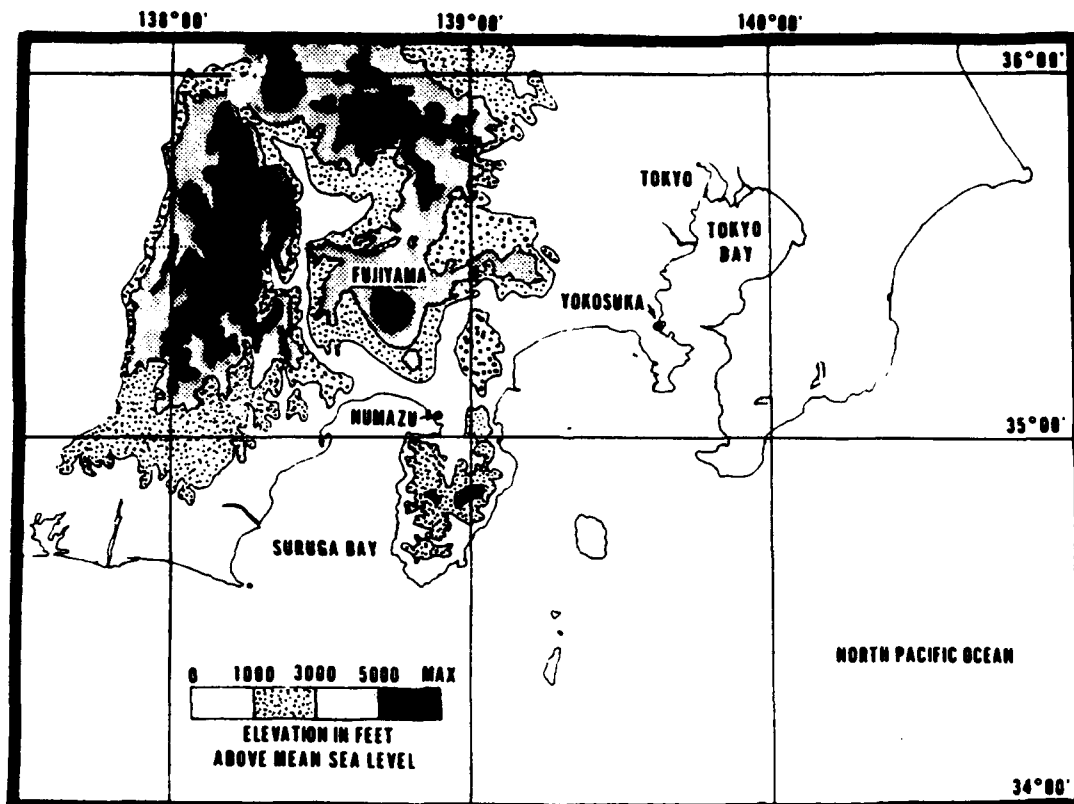 138°00'
139°00'
140°00'
36°00'
TOKYO
TOKYO
BAY
FUJIYAMA
YOKOSUKA
NUMAZU
35°00'
SURUGA BAY
NORTH PACIFIC OCEAN
0 1000 3000 5000 MAX
ELEVATION IN FEET
ABOVE MEAN SEA LEVEL
34°00'